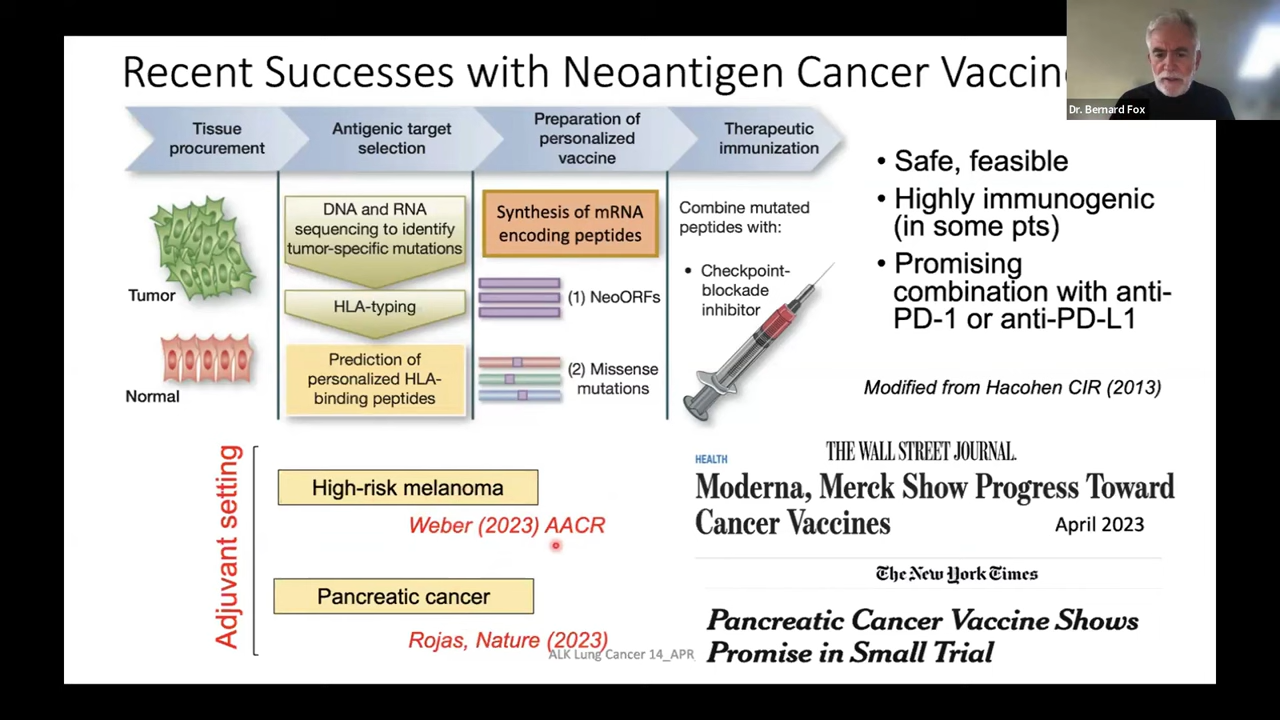 Recent Successes with Neoantigen Cancer
Dr. Bernard Fox
Tissue
procurement
Antigenic target
selection
Preparation of
personalized
vaccine
Therapeutic
immunization
Tumor
Normal
DNA and RNA
sequencing to identify
tumor-specific mutations
HLA-typing
Prediction of
personalized HLA-
binding peptides
Synthesis of mRNA
encoding peptides
(1) NeoORFs
(2) Missense
mutations
Combine mutated
peptides with:
• Checkpoint-
blockade
inhibitor
• Safe, feasible
• Highly immunogenic
(in some pts)
• Promising
combination with anti-
PD-1 or anti-PD-L1
Modified from Hacohen CIR (2013)
Adjuvant setting
High-risk melanoma
Weber (2023) AACR
Pancreatic cancer
Rojas, Nature (2023)
ALK Lung Cancer 14_APR
THE WALL STREET JOURNAL.
HEALTH
Moderna, Merck Show Progress Toward
Cancer Vaccines
April 2023
The New York Times
Pancreatic Cancer Vaccine Shows
Promise in Small Trial